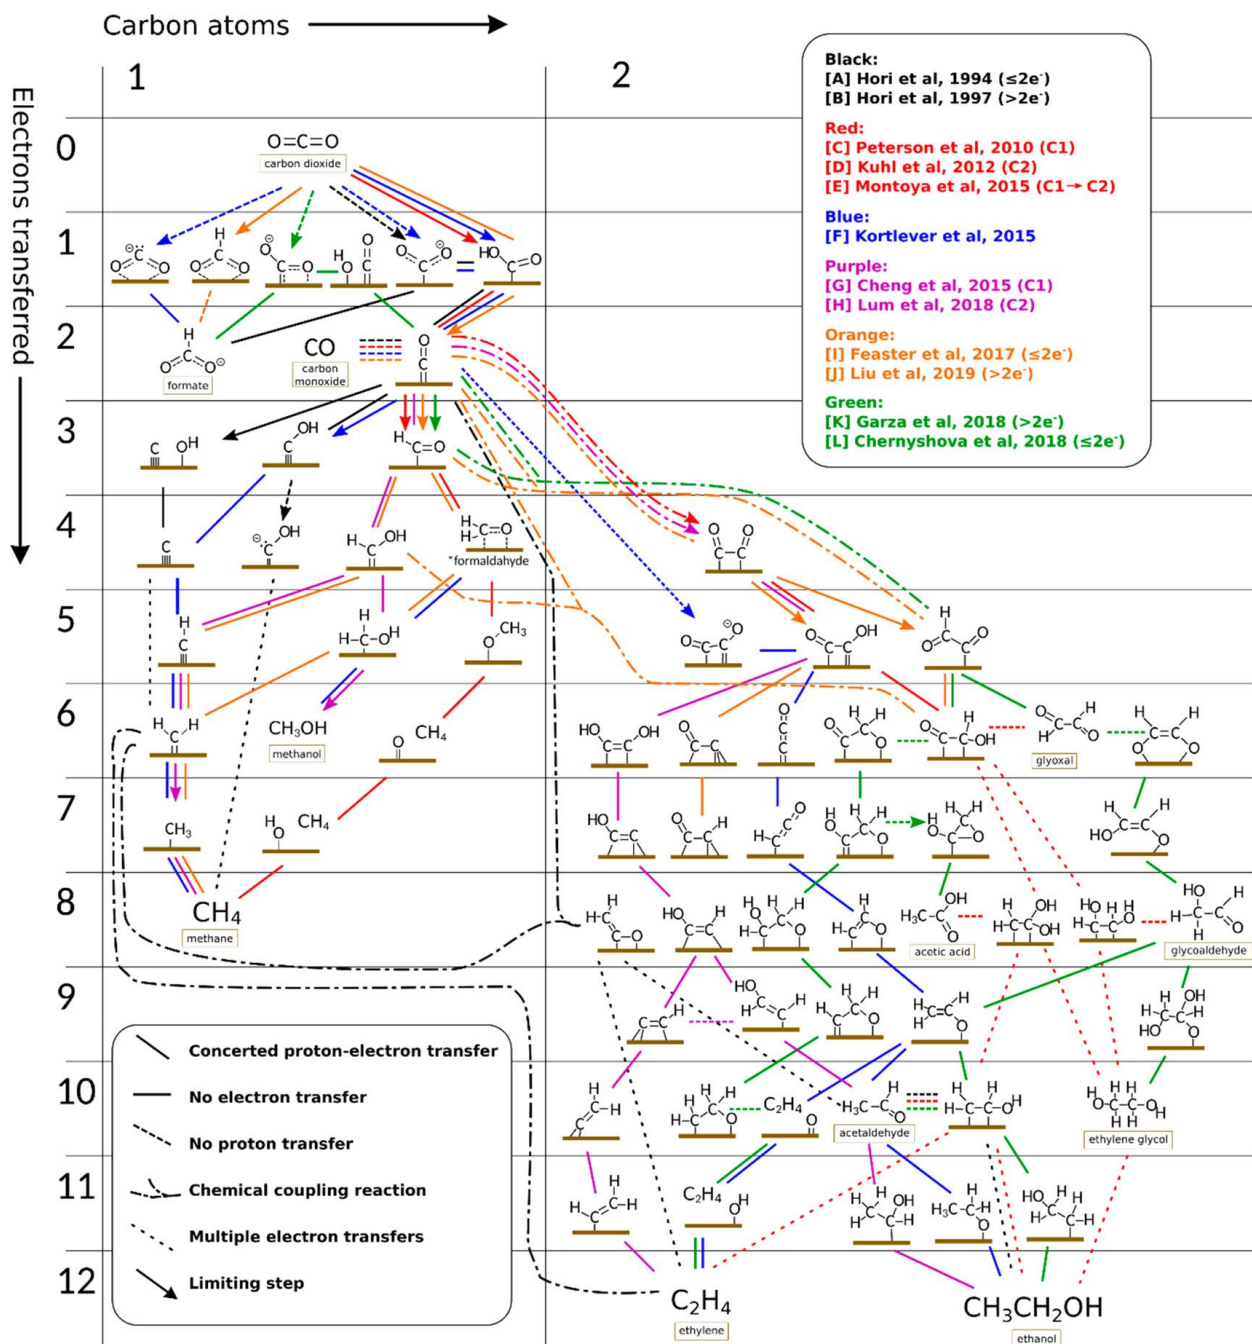 Carbon atoms
Electrons transferred
1
2
Black:
[A] Hori et al, 1994 (≤2e⁻)
[B] Hori et al, 1997 (>2e⁻)
Red:
[C] Peterson et al, 2010 (C1)
[D] Kuhl et al, 2012 (C2)
[E] Montoya et al, 2015 (C1→ C2)
Blue:
[F] Kortlever et al, 2015
Purple:
[G] Cheng et al, 2015 (C1)
[H] Lum et al, 2018 (C2)
Orange:
[I] Feaster et al, 2017 (≤2e⁻)
[J] Liu et al, 2019 (>2e⁻)
Green:
[K] Garza et al, 2018 (>2e⁻)
[L] Chernyshova et al, 2018 (≤2e⁻)
0
O=C=O
carbon dioxide
1
2
CO
carbon
monoxide
formate
3
4
*formaldahyde
5
CH₃
6
CH₃OH
methanol
CH₄
glyoxal
7
CH₃
CH₄
8
CH₄
methane
H₃C
acetic acid
glycoaldehyde
9
10
C₂H₄
H₃C
acetaldehyde
ethylene glycol
11
C₂H₄
H₃C
12
C₂H₄
ethylene
CH₃CH₂OH
ethanol
Concerted proton-electron transfer
No electron transfer
No proton transfer
Chemical coupling reaction
Multiple electron transfers
Limiting step